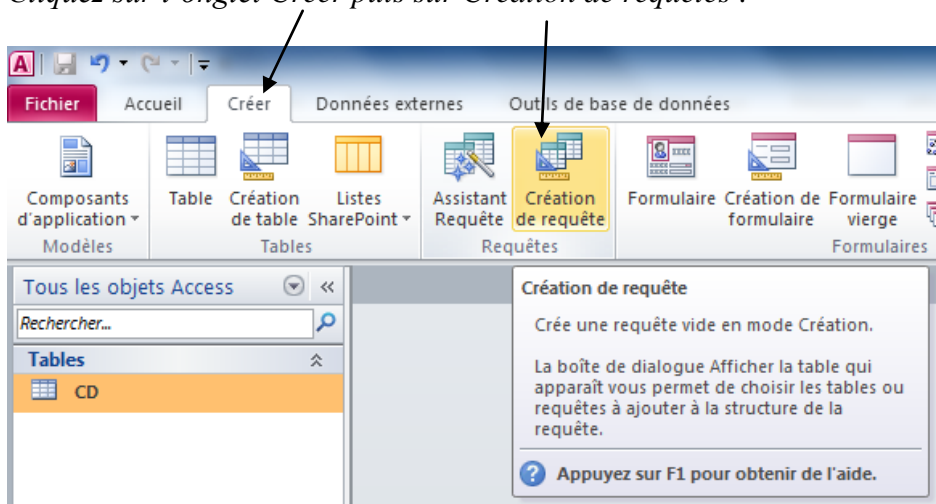 Cliquez sur l'onglet Créer puis sur Création de requêtes :
Fichier Accueil Créer Données externes Outils de base de données
Composants d'application
Table
Création de table
Listes SharePoint
Assistant Requête
Création de requête
Formulaire
Création de formulaire
Formulaire vierge
Modèles Tables Requêtes Formulaires
Tous les objets Access
Rechercher...
Tables
CD
Création de requête
Crée une requête vide en mode Création.
La boîte de dialogue Afficher la table qui
apparaît vous permet de choisir les tables ou
requêtes à ajouter à la structure de la
requête.
Appuyez sur F1 pour obtenir de l'aide.